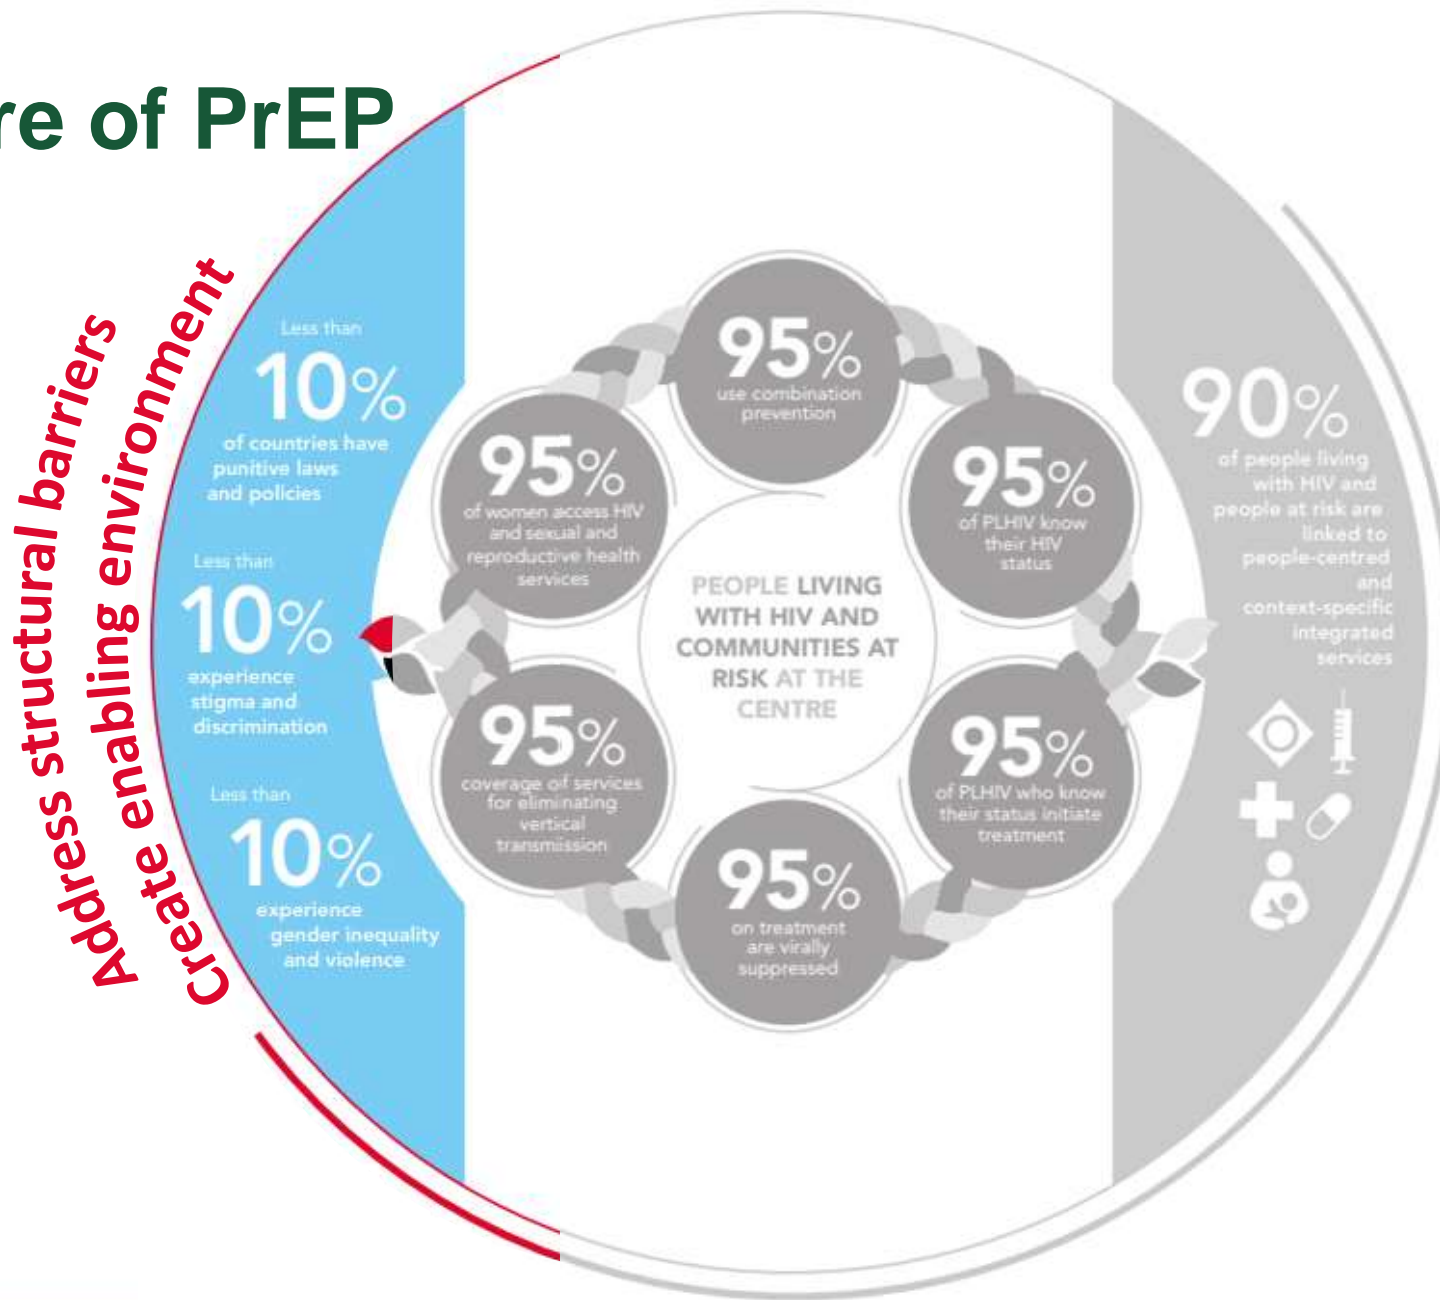 re of PrEP
Address structural barriers
Create enabling environment
Less than
10%
of countries have
punitive laws
and policies
Less than
10%
experience
stigma and
discrimination
Less than
10%
experience
gender inequality
and violence
95%
use combination
prevention
95%
of women access HIV
and sexual and
reproductive health
services
95%
of PLHIV know
their HIV
status
PEOPLE LIVING
WITH HIV AND
COMMUNITIES AT
RISK AT THE
CENTRE
95%
coverage of services
for eliminating
vertical
transmission
95%
of PLHIV who know
their status initiate
treatment
95%
on treatment
are virally
suppressed
90%
of people living
with HIV and
people at risk are
linked to
people-centred
and
context-specific
integrated
services